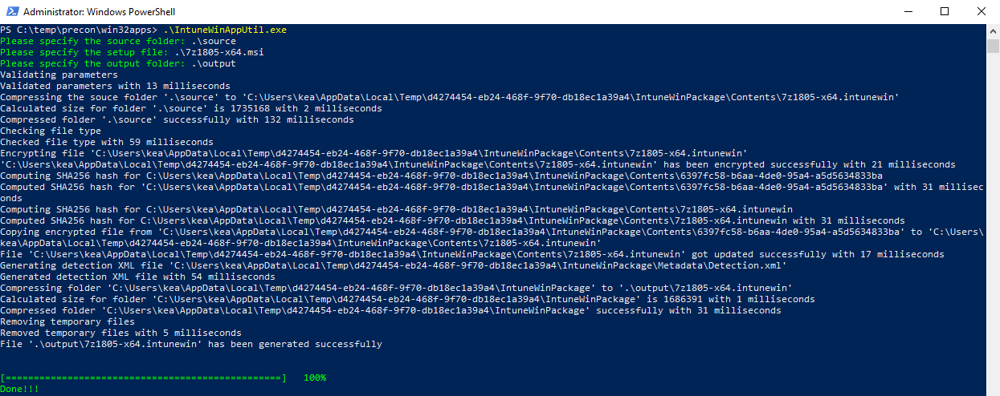 Administrator: Windows PowerShell
PS C:\temp\precon\win32apps> .\IntuneWinAppUtil.exe
Please specify the source folder: .\source
Please specify the setup file: .\7z1805-x64.msi
Please specify the output folder: .\output
Validating parameters
Validated parameters with 13 milliseconds
Compressing the souce folder '.\source' to 'C:\Users\kea\AppData\Local\Temp\d4274454-eb24-468f-9f70-db18ec1a39a4\IntuneWinPackage\Contents\7z1805-x64.intunewin'
Calculated size for folder '.\source' is 1735168 with 2 milliseconds
Compressed folder '.\source' successfully with 132 milliseconds
Checking file type
Checked file type with 59 milliseconds
Encrypting file 'C:\Users\kea\AppData\Local\Temp\d4274454-eb24-468f-9f70-db18ec1a39a4\IntuneWinPackage\Contents\7z1805-x64.intunewin'
'C:\Users\kea\AppData\Local\Temp\d4274454-eb24-468f-9f70-db18ec1a39a4\IntuneWinPackage\Contents\7z1805-x64.intunewin' has been encrypted successfully with 21 milliseconds
Computing SHA256 hash for C:\Users\kea\AppData\Local\Temp\d4274454-eb24-468f-9f70-db18ec1a39a4\IntuneWinPackage\Contents\6397fc58-b6aa-4de0-95a4-a5d5634833ba
Computed SHA256 hash for 'C:\Users\kea\AppData\Local\Temp\d4274454-eb24-468f-9f70-db18ec1a39a4\IntuneWinPackage\Contents\6397fc58-b6aa-4de0-95a4-a5d5634833ba' with 31 millisec
onds
Computing SHA256 hash for C:\Users\kea\AppData\Local\Temp\d4274454-eb24-468f-9f70-db18ec1a39a4\IntuneWinPackage\Contents\7z1805-x64.intunewin
Computed SHA256 hash for C:\Users\kea\AppData\Local\Temp\d4274454-eb24-468f-9f70-db18ec1a39a4\IntuneWinPackage\Contents\7z1805-x64.intunewin with 31 milliseconds
Copying encrypted file from 'C:\Users\kea\AppData\Local\Temp\d4274454-eb24-468f-9f70-db18ec1a39a4\IntuneWinPackage\Contents\6397fc58-b6aa-4de0-95a4-a5d5634833ba' to 'C:\Users\
kea\AppData\Local\Temp\d4274454-eb24-468f-9f70-db18ec1a39a4\IntuneWinPackage\Contents\7z1805-x64.intunewin'
File 'C:\Users\kea\AppData\Local\Temp\d4274454-eb24-468f-9f70-db18ec1a39a4\IntuneWinPackage\Contents\7z1805-x64.intunewin' got updated successfully with 17 milliseconds
Generating detection XML file 'C:\Users\kea\AppData\Local\Temp\d4274454-eb24-468f-9f70-db18ec1a39a4\IntuneWinPackage\Metadata\Detection.xml'
Generated detection XML file with 54 milliseconds
Compressing folder 'C:\Users\kea\AppData\Local\Temp\d4274454-eb24-468f-9f70-db18ec1a39a4\IntuneWinPackage' to '.\output\7z1805-x64.intunewin'
Calculated size for folder 'C:\Users\kea\AppData\Local\Temp\d4274454-eb24-468f-9f70-db18ec1a39a4\IntuneWinPackage' is 1686391 with 1 milliseconds
Compressed folder 'C:\Users\kea\AppData\Local\Temp\d4274454-eb24-468f-9f70-db18ec1a39a4\IntuneWinPackage' successfully with 31 milliseconds
Removing temporary files
Removed temporary files with 5 milliseconds
File '.\output\7z1805-x64.intunewin' has been generated successfully
[=================================================]   100%
Done!!!